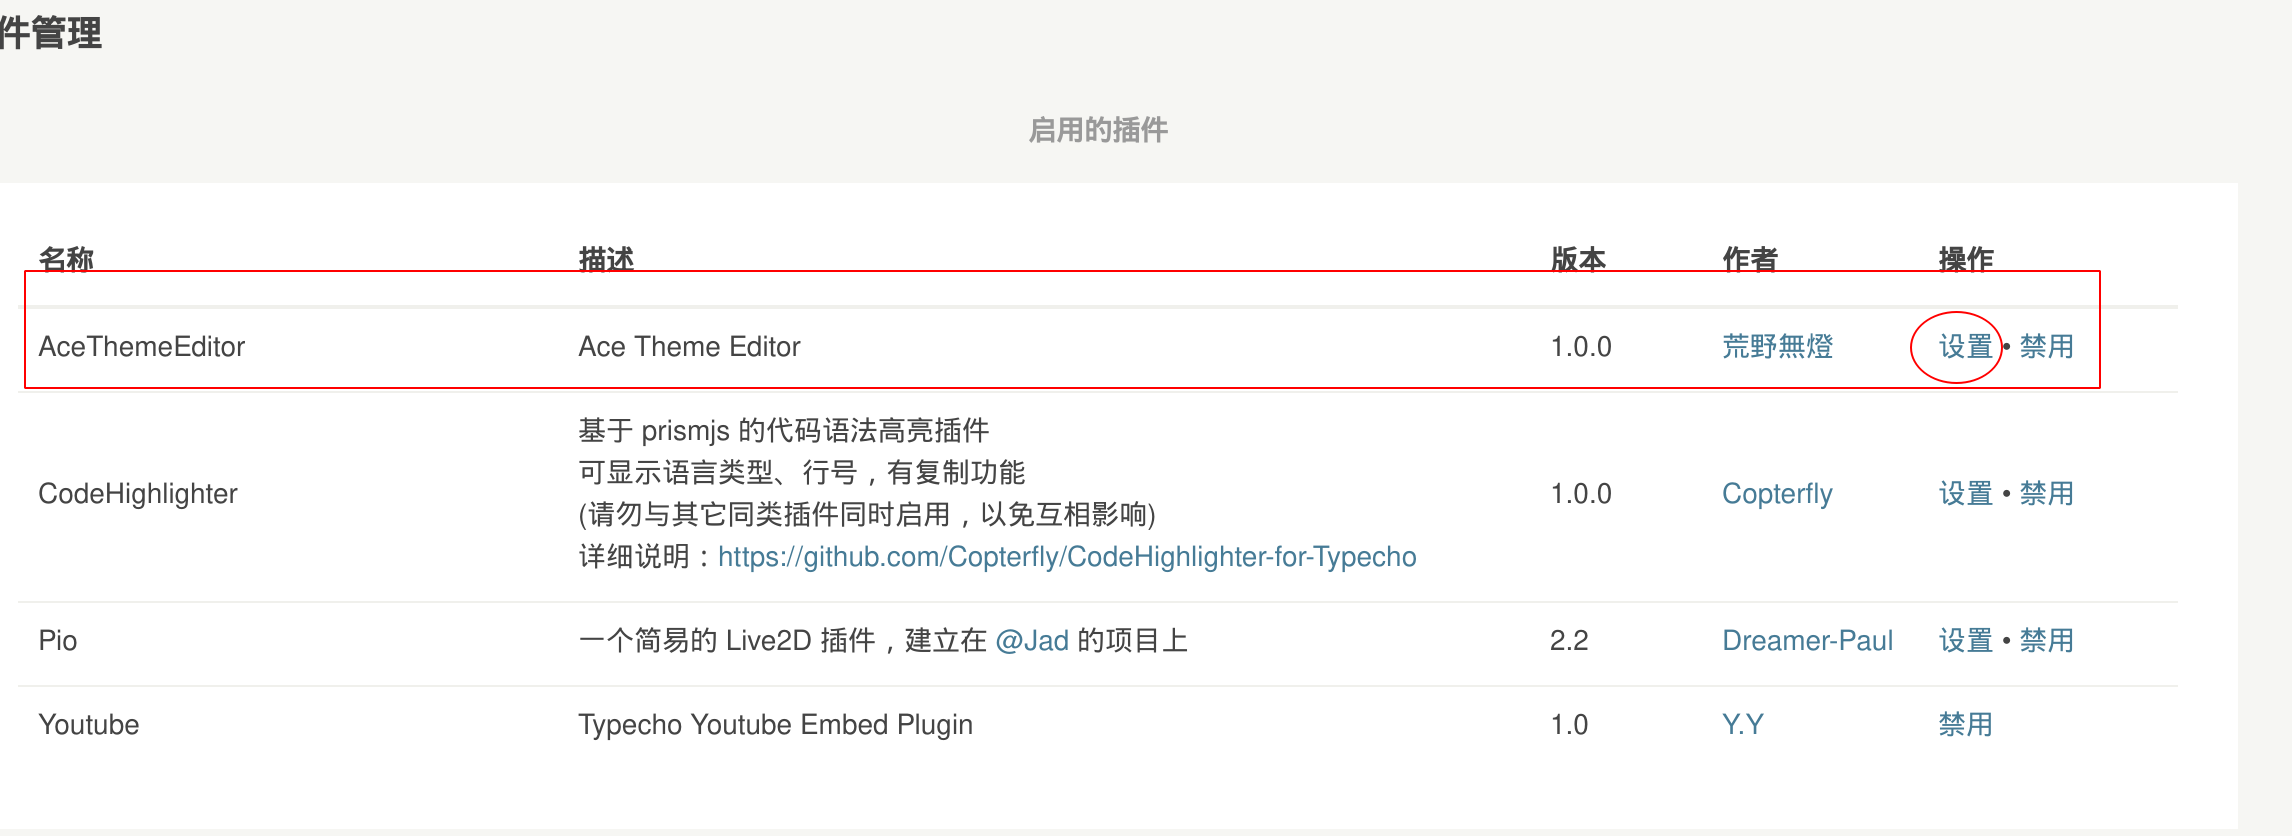 件管理
启用的插件
名称 描述 版本 作者 操作
AceThemeEditor Ace Theme Editor 1.0.0 荒野無燈 设置 • 禁用
CodeHighlighter 基于 prismjs 的代码语法高亮插件
可显示语言类型、行号，有复制功能
(请勿与其它同类插件同时启用，以免互相影响)
详细说明：https://github.com/Copterfly/CodeHighlighter-for-Typecho 1.0.0 Copterfly 设置 • 禁用
Pio 一个简易的 Live2D 插件，建立在 @Jad 的项目上 2.2 Dreamer-Paul 设置 • 禁用
Youtube Typecho Youtube Embed Plugin 1.0 Y.Y 禁用